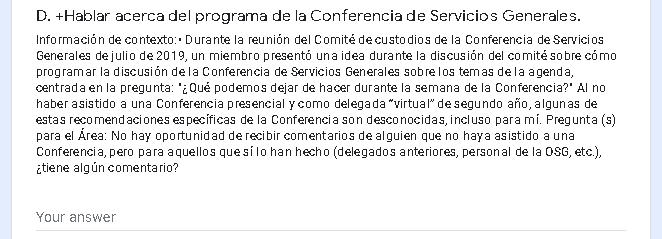 D. +Hablar acerca del programa de la Conferencia de Servicios Generales.
Información de contexto:• Durante la reunión del Comité de custodios de la Conferencia de Servicios
Generales de julio de 2019, un miembro presentó una idea durante la discusión del comité sobre cómo
programar la discusión de la Conferencia de Servicios Generales sobre los temas de la agenda,
centrada en la pregunta: "¿Qué podemos dejar de hacer durante la semana de la Conferencia?" Al no
haber asistido a una Conferencia presencial y como delegada “virtual” de segundo año, algunas de
estas recomendaciones específicas de la Conferencia son desconocidas, incluso para mí. Pregunta (s)
para el Área: No hay oportunidad de recibir comentarios de alguien que no haya asistido a una
Conferencia, pero para aquellos que sí lo han hecho (delegados anteriores, personal de la OSG, etc.),
¿tiene algún comentario?
Your answer